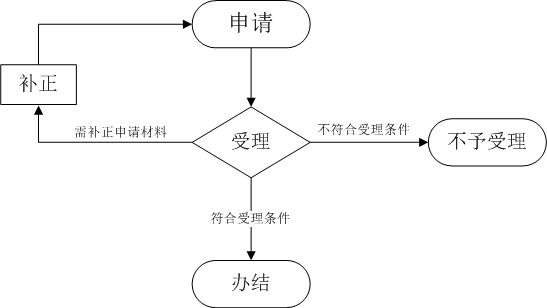 申请
补正
需补正申请材料
受理
不符合受理条件
不予受理
符合受理条件
办结